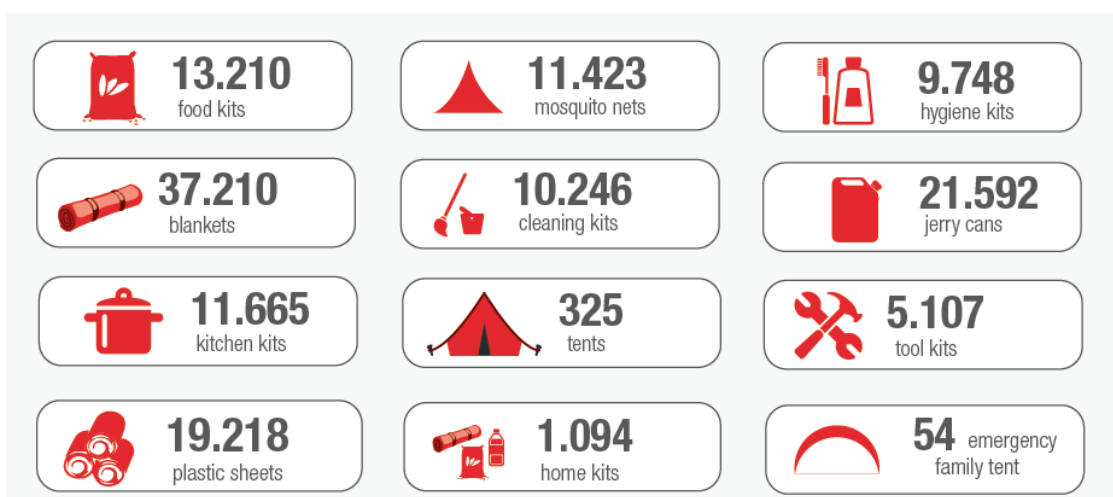 13.210
food kits
11.423
mosquito nets
9.748
hygiene kits
37.210
blankets
10.246
cleaning kits
21.592
jerry cans
11.665
kitchen kits
325
tents
5.107
tool kits
19.218
plastic sheets
1.094
home kits
54 emergency
family tent